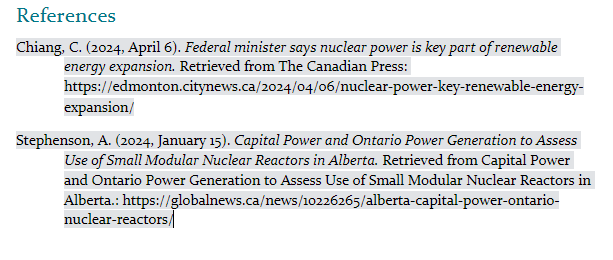 References
Chiang, C. (2024, April 6). Federal minister says nuclear power is key part of renewable
energy expansion. Retrieved from The Canadian Press:
https://edmonton.citynews.ca/2024/04/06/nuclear-power-key-renewable-energy-
expansion/
Stephenson, A. (2024, January 15). Capital Power and Ontario Power Generation to Assess
Use of Small Modular Nuclear Reactors in Alberta. Retrieved from Capital Power
and Ontario Power Generation to Assess Use of Small Modular Nuclear Reactors in
Alberta.: https://globalnews.ca/news/10226265/alberta-capital-power-ontario-
nuclear-reactors/